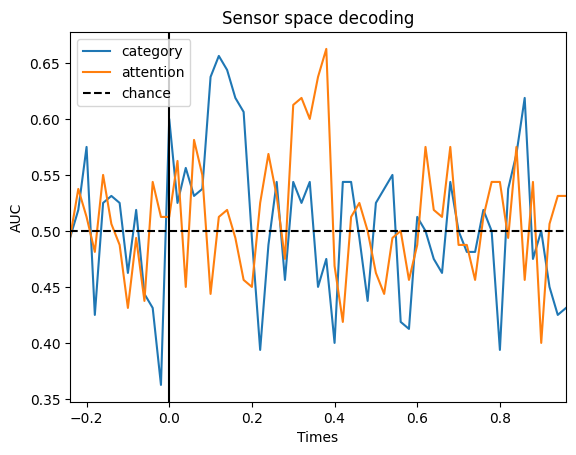 Sensor space decoding
category
attention
chance
AUC
0.65
0.60
0.55
0.50
0.45
0.40
0.35
−0.2
0.0
0.2
0.4
0.6
0.8
Times